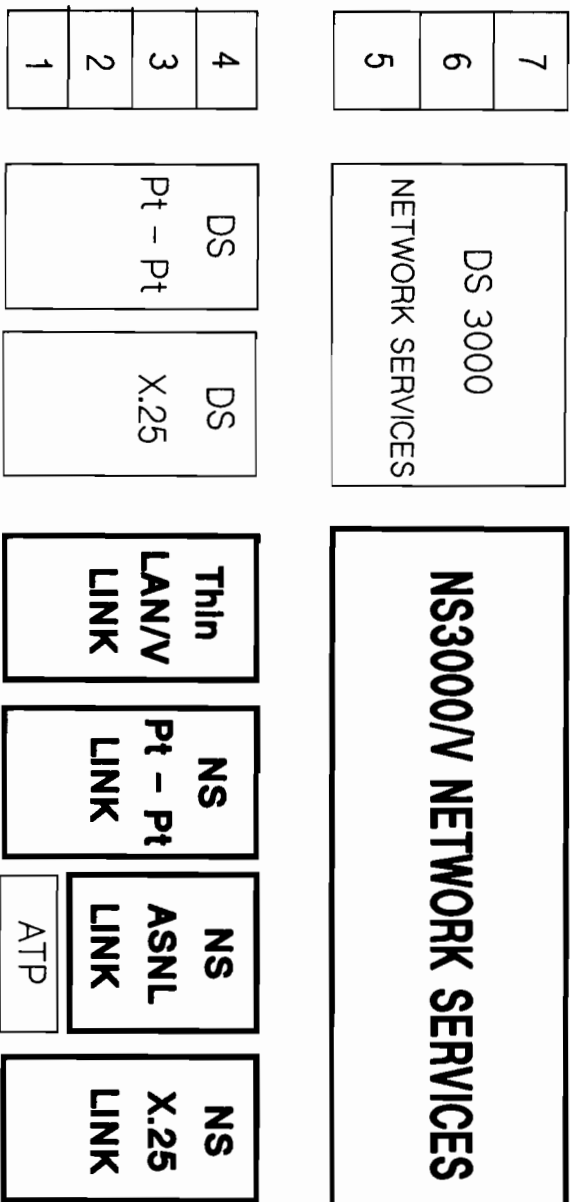 7
6
5
DS 3000
NETWORK SERVICES
NS3000/V NETWORK SERVICES
4
3
2
1
DS
Pt - Pt
DS
X.25
Thin
LAN/V
LINK
NS
Pt - Pt
LINK
NS
ASNL
LINK
ATP
NS
X.25
LINK